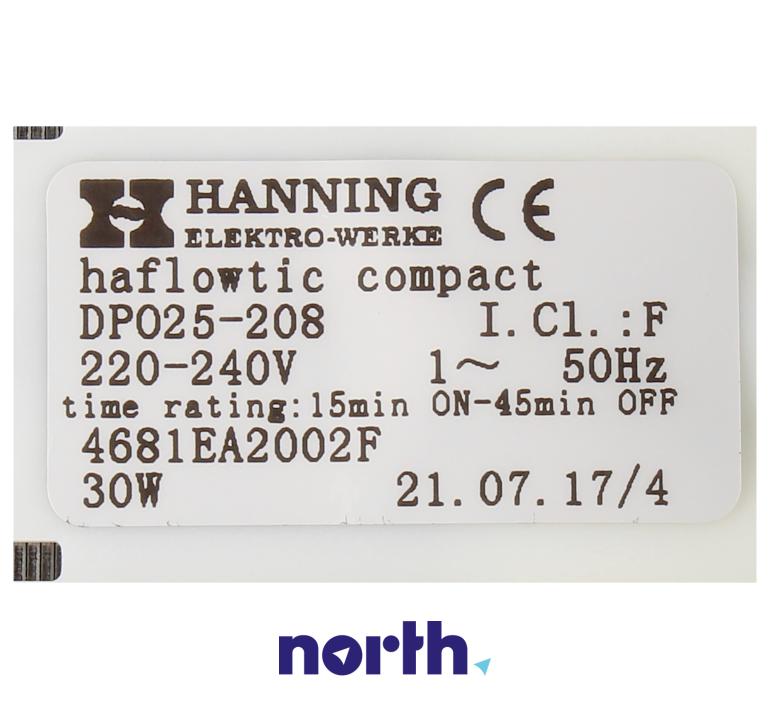 HANNING CE
ELEKTRO-WERKE
haflowtic compact
DP025-208 I.Cl.:F
220-240V 1~ 50Hz
time rating:15min ON-45min OFF
4681EA2002F
30W 21.07.17/4
north.